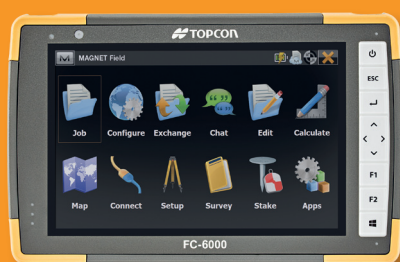 TOPCON
MAGNET Field
ESC
Job Configure Exchange Chat Edit Calculate
Map Connect Setup Survey Stake Apps
F1
F2
FC-6000